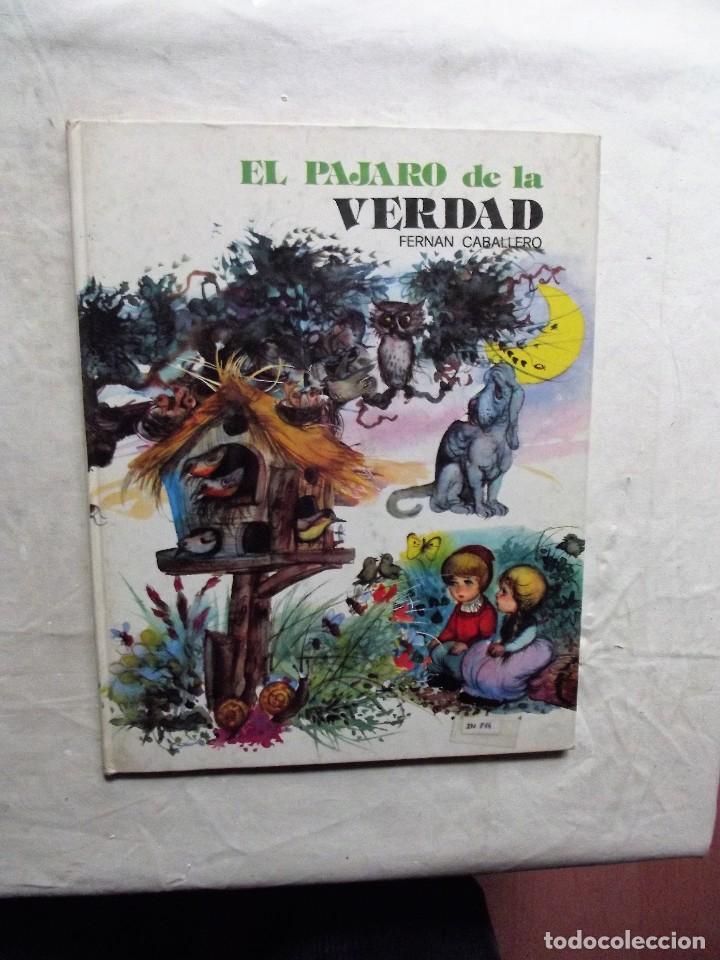 EL PAJARO de la
VERDAD
FERNAN CABALLERO
todocoleccion